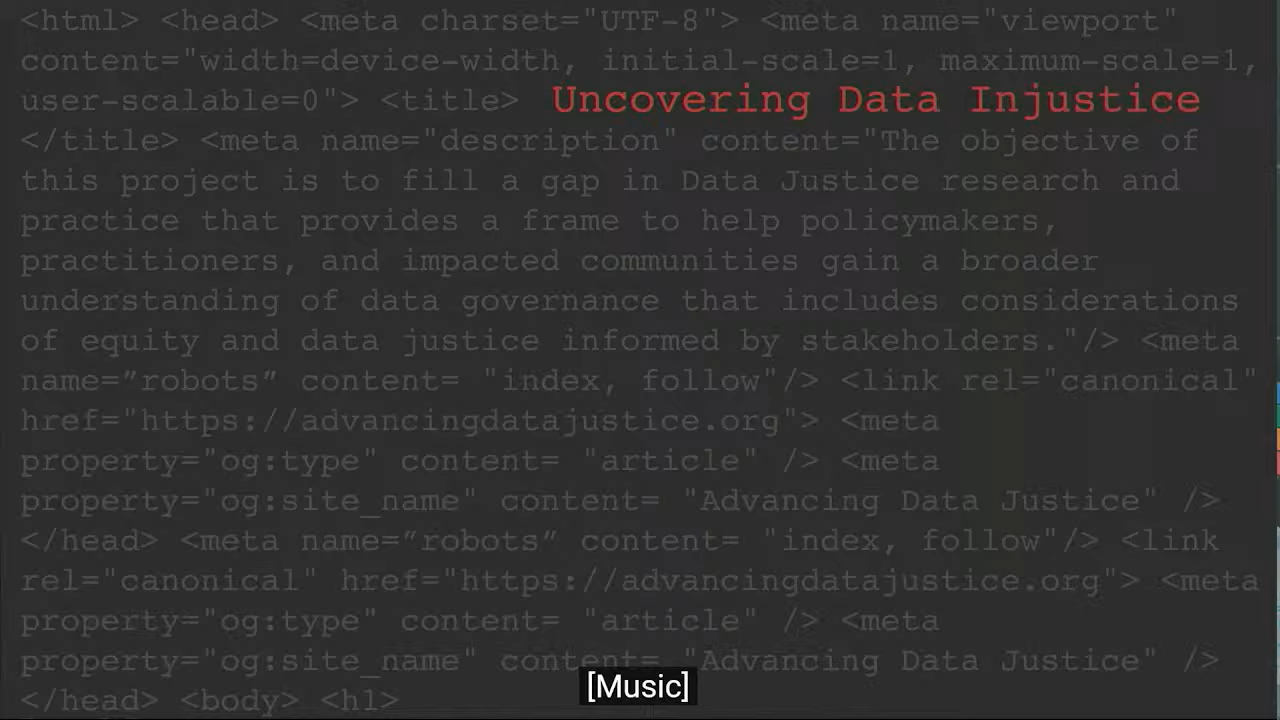 <html> <head> <meta charset="UTF-8"> <meta name="viewport"
content="width=device-width, initial-scale=1, maximum-scale=1,
user-scalable=0"> <title> Uncovering Data Injustice
</title> <meta name="description" content="The objective of
this project is to fill a gap in Data Justice research and
practice that provides a frame to help policymakers,
practitioners, and impacted communities gain a broader
understanding of data governance that includes considerations
of equity and data justice informed by stakeholders."/> <meta
name=”robots” content= "index, follow"/> <link rel="canonical"
href="https://advancingdatajustice.org"> <meta
property="og:type" content= "article" /> <meta
property="og:site_name" content= "Advancing Data Justice" />
</head> <meta name=”robots” content= "index, follow"/> <link
rel="canonical" href="https://advancingdatajustice.org"> <meta
property="og:type" content= "article" /> <meta
property="og:site_name" content= "Advancing Data Justice" />
</head> <body> <h1>
[Music]